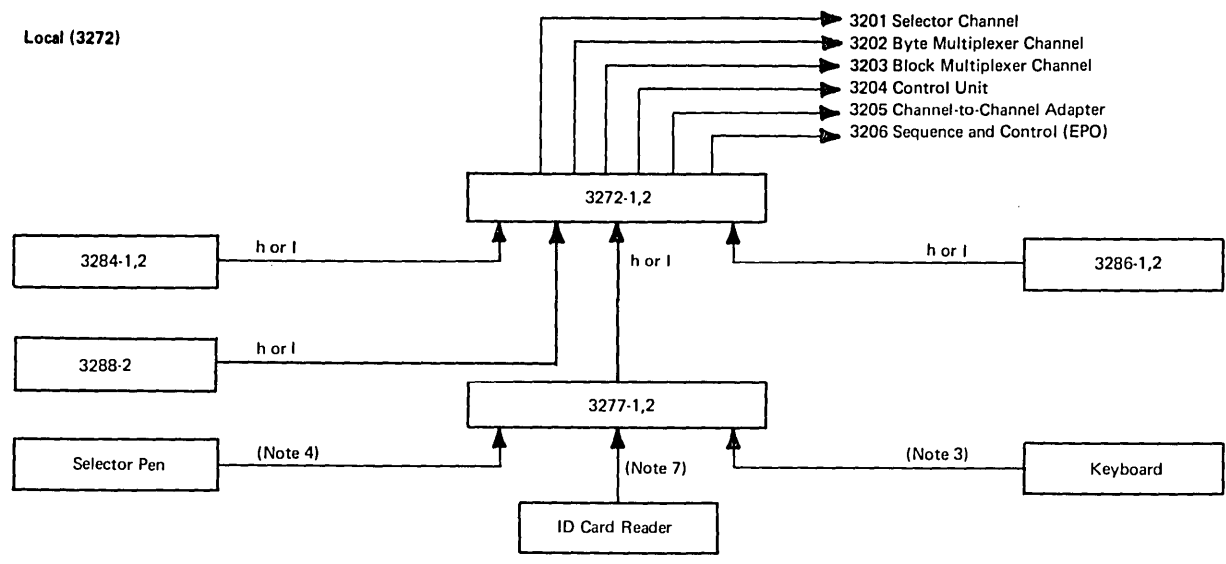 Local (3272)
3201 Selector Channel
3202 Byte Multiplexer Channel
3203 Block Multiplexer Channel
3204 Control Unit
3205 Channel-to-Channel Adapter
3206 Sequence and Control (EPO)
3272-1,2
3284-1,2
h or l
h or l
h or l
3286-1,2
3288-2
h or l
3277-1,2
Selector Pen
(Note 4)
(Note 7)
(Note 3)
Keyboard
ID Card Reader